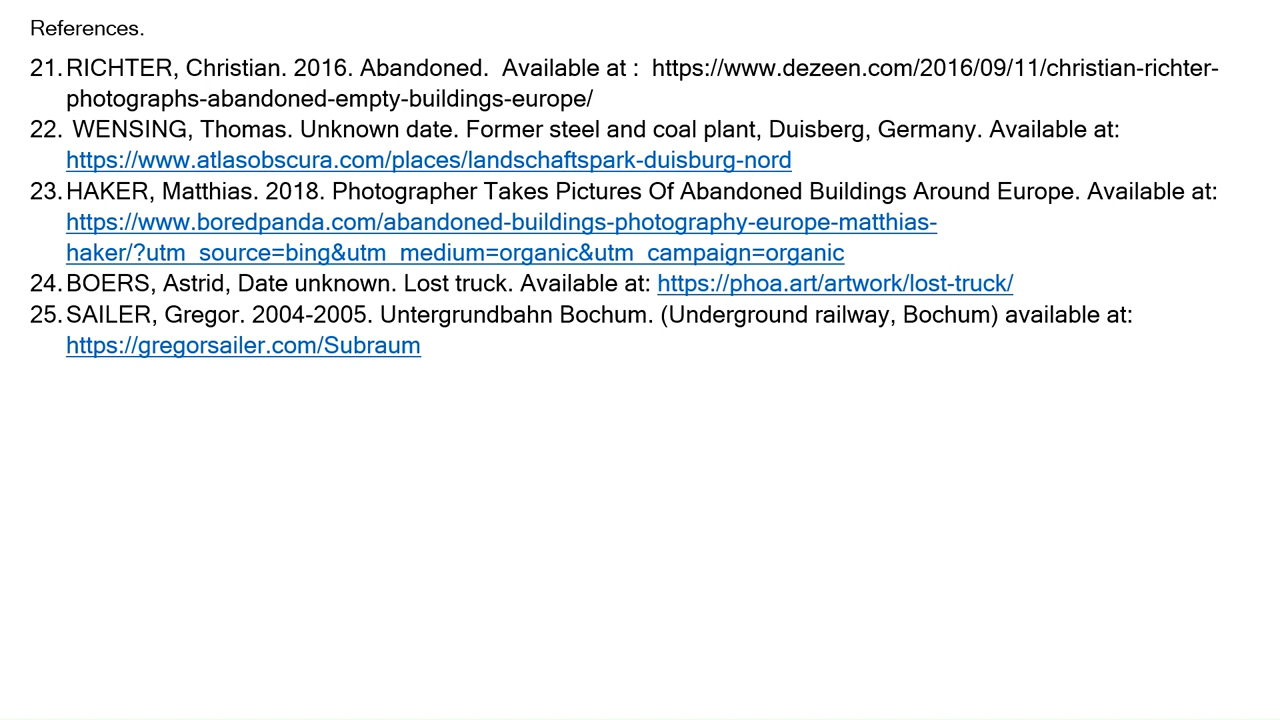 References.
21. RICHTER, Christian. 2016. Abandoned.  Available at :  https://www.dezeen.com/2016/09/11/christian-richter-
photographs-abandoned-empty-buildings-europe/
22.  WENSING, Thomas. Unknown date. Former steel and coal plant, Duisberg, Germany. Available at:
https://www.atlasobscura.com/places/landschaftspark-duisburg-nord
23. HAKER, Matthias. 2018. Photographer Takes Pictures Of Abandoned Buildings Around Europe. Available at:
https://www.boredpanda.com/abandoned-buildings-photography-europe-matthias-
haker/?utm_source=bing&utm_medium=organic&utm_campaign=organic
24. BOERS, Astrid, Date unknown. Lost truck. Available at: https://phoa.art/artwork/lost-truck/
25. SAILER, Gregor. 2004-2005. Untergrundbahn Bochum. (Underground railway, Bochum) available at:
https://gregorsailer.com/Subraum